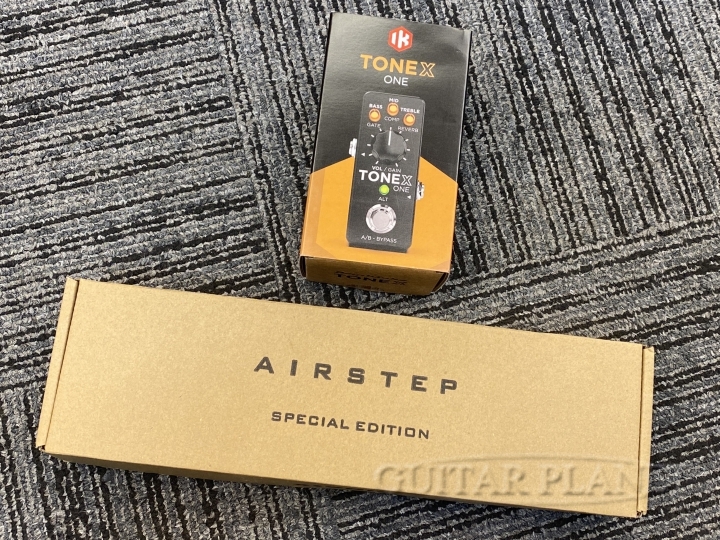 IK
TONEX
ONE
MID
BASS
TREBLE
COMP
GATE
REVERB
VOL / GAIN
TONEX
ONE
ALT
A/B - BYPASS
TONEX
AIRSTEP
SPECIAL EDITION
GUITAR PLAN